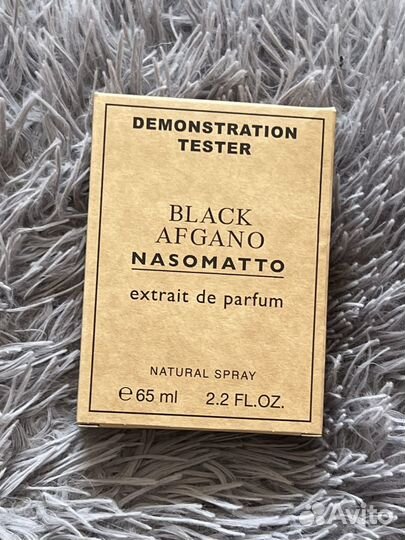 DEMONSTRATION
TESTER
BLACK
AFGANO
NASOMATTO
extrait de parfum
NATURAL SPRAY
℮ 65 ml 2.2 FL.OZ.
Avito